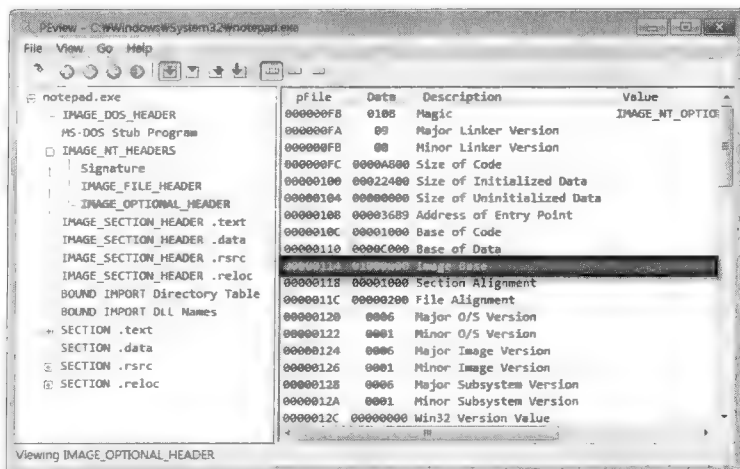 PEview - C:₩Windows₩System32₩notepad.exe
File View Go Help
notepad.exe
IMAGE_DOS_HEADER
MS-DOS Stub Program
IMAGE_NT_HEADERS
Signature
IMAGE_FILE_HEADER
IMAGE_OPTIONAL_HEADER
IMAGE_SECTION_HEADER .text
IMAGE_SECTION_HEADER .data
IMAGE_SECTION_HEADER .rsrc
IMAGE_SECTION_HEADER .reloc
BOUND IMPORT Directory Table
BOUND IMPORT DLL Names
SECTION .text
SECTION .data
SECTION .rsrc
SECTION .reloc
pFile Data Description Value
000000F8 010B Magic IMAGE_NT_OPTIO
000000FA 09 Major Linker Version
000000FB 00 Minor Linker Version
000000FC 0000A800 Size of Code
00000100 00022400 Size of Initialized Data
00000104 00000000 Size of Uninitialized Data
00000108 00003689 Address of Entry Point
0000010C 00001000 Base of Code
00000110 0000C000 Base of Data
00000114 01000000 Image Base
00000118 00001000 Section Alignment
0000011C 00000200 File Alignment
00000120 0006 Major O/S Version
00000122 0001 Minor O/S Version
00000124 0006 Major Image Version
00000126 0001 Minor Image Version
00000128 0006 Major Subsystem Version
0000012A 0001 Minor Subsystem Version
0000012C 00000000 Win32 Version Value
Viewing IMAGE_OPTIONAL_HEADER